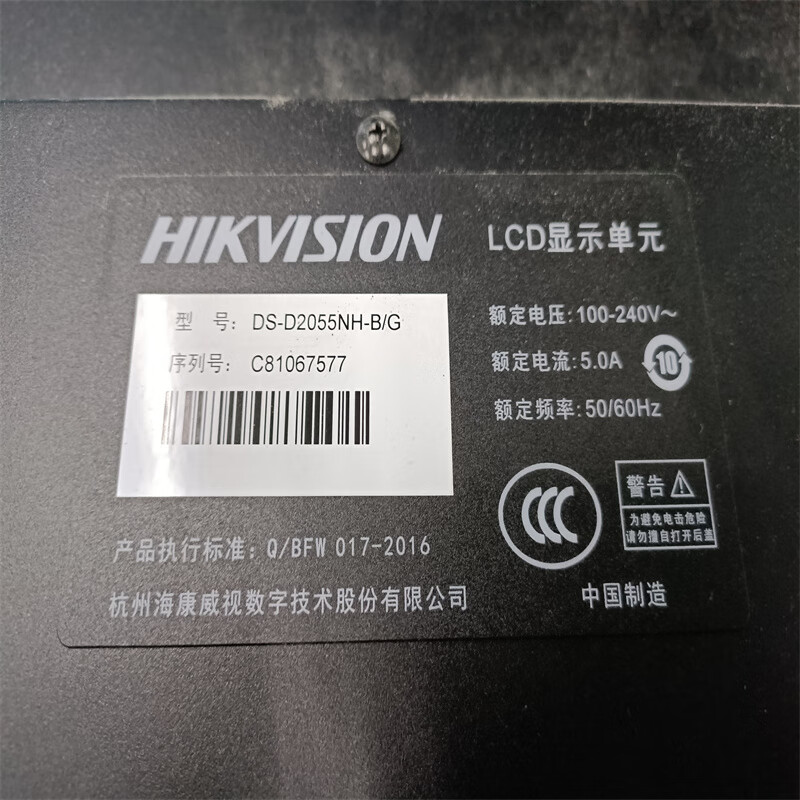 HIKVISION
LCD显示单元
型 号: DS-D2055NH-B/G
序列号: C81067577
额定电压:100-240V～
额定电流:5.0A
10
额定频率:50/60Hz
CCC
警告
为避免电击危险
请勿擅自打开后盖
产品执行标准: Q/BFW 017-2016
杭州海康威视数字技术股份有限公司
中国制造